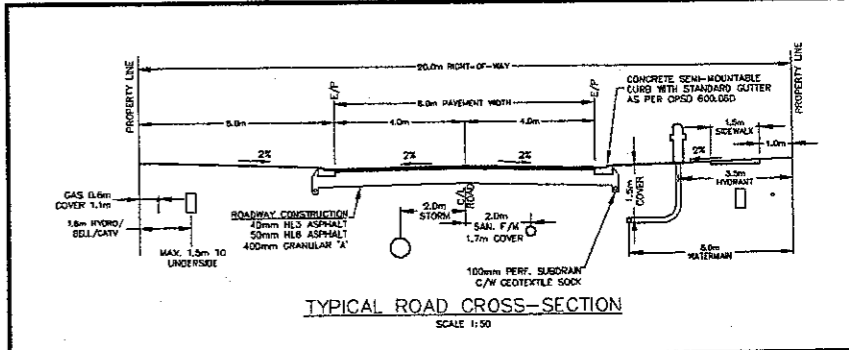 PROPERTY LINE
20.0m RIGHT-OF-WAY
PROPERTY LINE
E/P
E/P
8.0m PAVEMENT WIDTH
CONCRETE SEMI-MOUNTABLE
CURB WITH STANDARD GUTTER
AS PER OPSD 600.06D
6.0m
4.0m
4.0m
1.5m
SIDEWALK
1.0m
2%
2%
2%
2%
3.5m
HYDRANT
1.5m
COVER
GAS 0.6m
COVER 1.1m
1.8m HYDRO/
BELL/CATV
MAX. 1.5m TO
UNDERSIDE
ROADWAY CONSTRUCTION
40mm HL3 ASPHALT
50mm HL8 ASPHALT
400mm GRANULAR 'A'
2.0m
STORM
C/L
ROAD
2.0m
SAN. F/M
1.7m COVER
100mm PERF. SUBDRAIN
C/W GEOTEXTILE SOCK
5.0m
WATERMAIN
TYPICAL ROAD CROSS-SECTION
SCALE 1:50